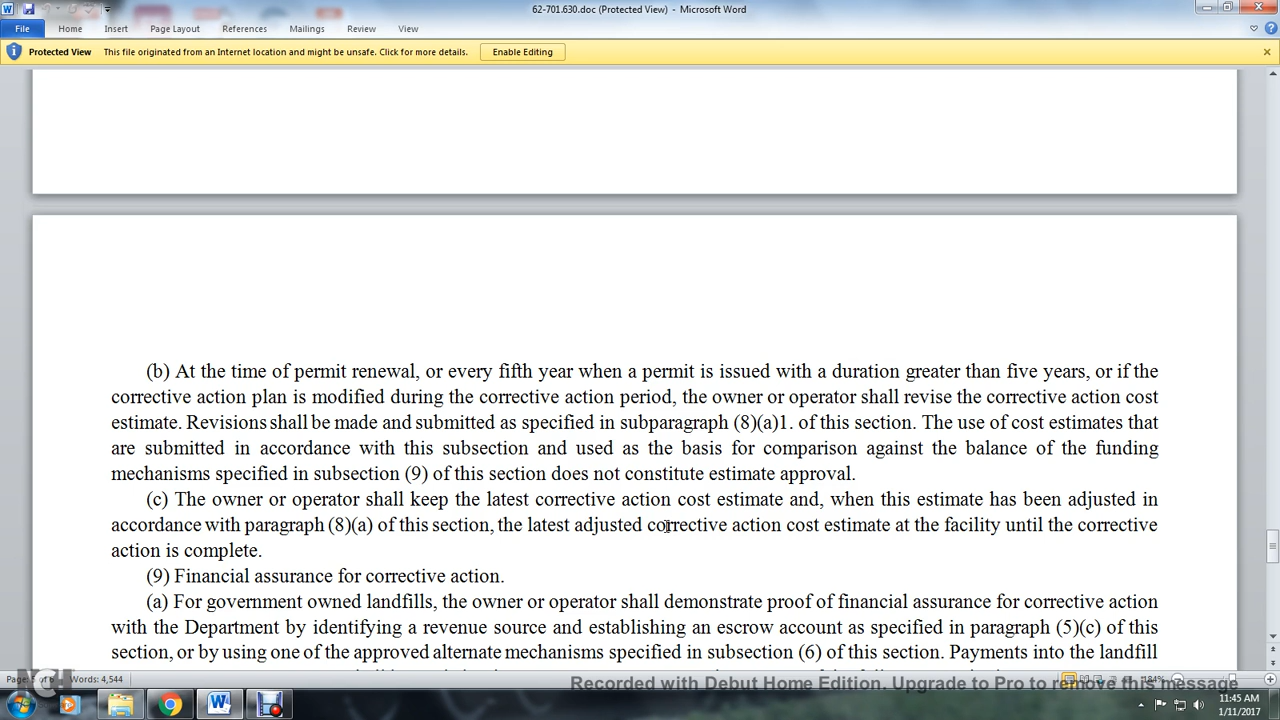 62-701.630.doc (Protected View) - Microsoft Word
File Home Insert Page Layout References Mailings Review View
Protected View This file originated from an Internet location and might be unsafe. Click for more details. Enable Editing
(b) At the time of permit renewal, or every fifth year when a permit is issued with a duration greater than five years, or if the
corrective action plan is modified during the corrective action period, the owner or operator shall revise the corrective action cost
estimate. Revisions shall be made and submitted as specified in subparagraph (8)(a)1. of this section. The use of cost estimates that
are submitted in accordance with this subsection and used as the basis for comparison against the balance of the funding
mechanisms specified in subsection (9) of this section does not constitute estimate approval.
(c) The owner or operator shall keep the latest corrective action cost estimate and, when this estimate has been adjusted in
accordance with paragraph (8)(a) of this section, the latest adjusted corrective action cost estimate at the facility until the corrective
action is complete.
(9) Financial assurance for corrective action.
(a) For government owned landfills, the owner or operator shall demonstrate proof of financial assurance for corrective action
with the Department by identifying a revenue source and establishing an escrow account as specified in paragraph (5)(c) of this
section, or by using one of the approved alternate mechanisms specified in subsection (6) of this section. Payments into the landfill
Page: 5 of 6 Words: 4,544 184%
NCH
Recorded with Debut Home Edition. Upgrade to Pro to remove this message
11:45 AM
1/11/2017